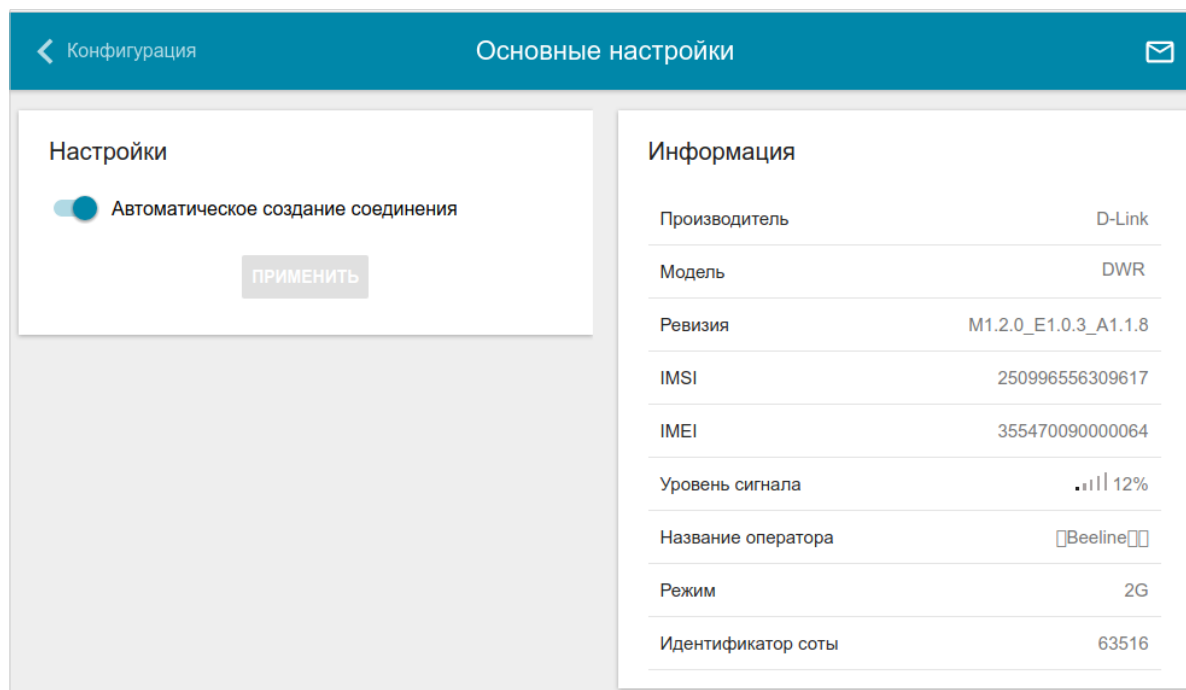 Конфигурация
Основные настройки
Настройки
Автоматическое создание соединения
ПРИМЕНИТЬ
Информация
Производитель D-Link
Модель DWR
Ревизия M1.2.0_E1.0.3_A1.1.8
IMSI 250996556309617
IMEI 355470090000064
Уровень сигнала 12%
Название оператора ▯Beeline▯▯
Режим 2G
Идентификатор соты 63516